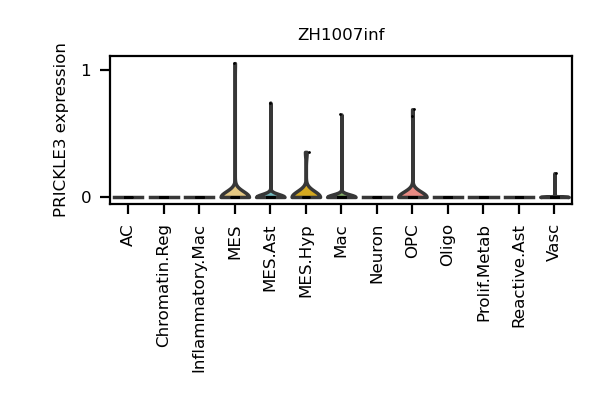 ZH1007inf
PRICKLE3 expression
1
0
AC
Chromatin.Reg
Inflammatory.Mac
MES
MES.Ast
MES.Hyp
Mac
Neuron
OPC
Oligo
Prolif.Metab
Reactive.Ast
Vasc